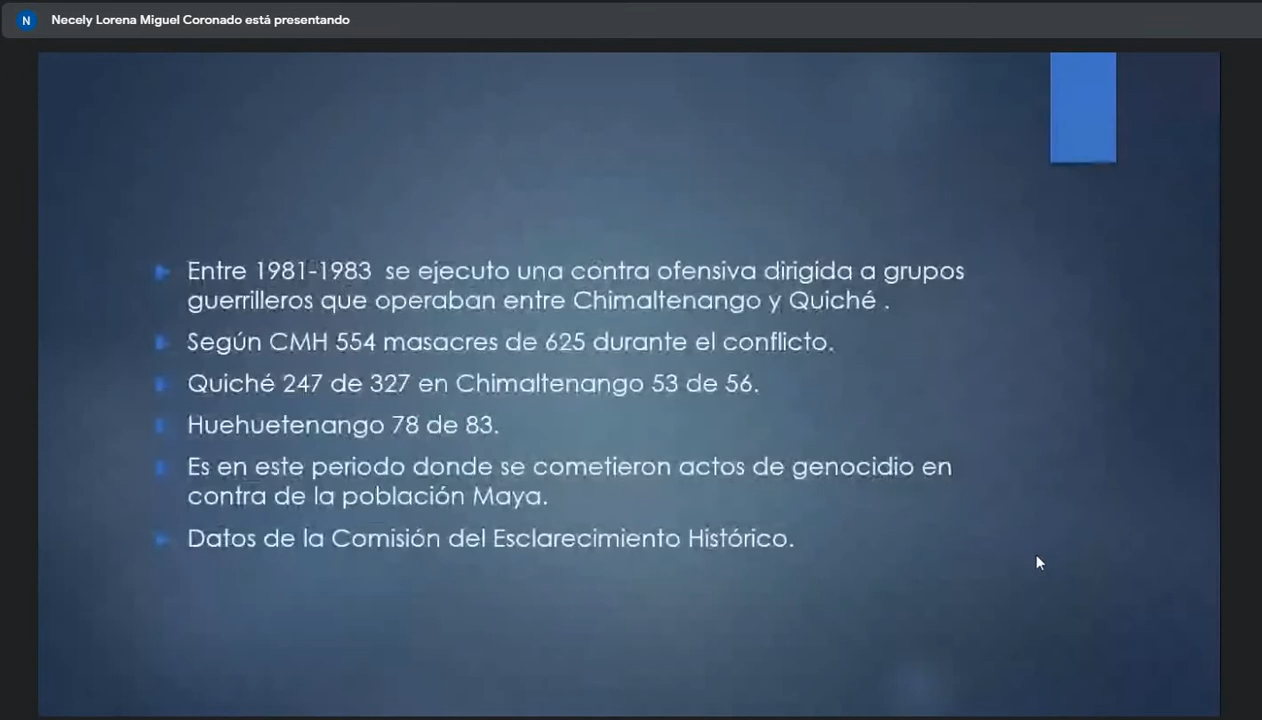 N
Necely Lorena Miguel Coronado está presentando
Entre 1981-1983 se ejecuto una contra ofensiva dirigida a grupos
guerrilleros que operaban entre Chimaltenango y Quiché .
Según CMH 554 masacres de 625 durante el conflicto.
Quiché 247 de 327 en Chimaltenango 53 de 56.
Huehuetenango 78 de 83.
Es en este periodo donde se cometieron actos de genocidio en
contra de la población Maya.
Datos de la Comisión del Esclarecimiento Histórico.